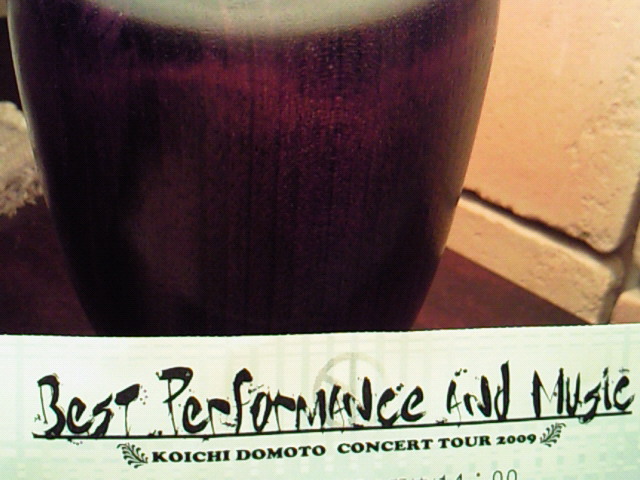 Best Performance And Music
KOICHI DOMOTO CONCERT TOUR 2009